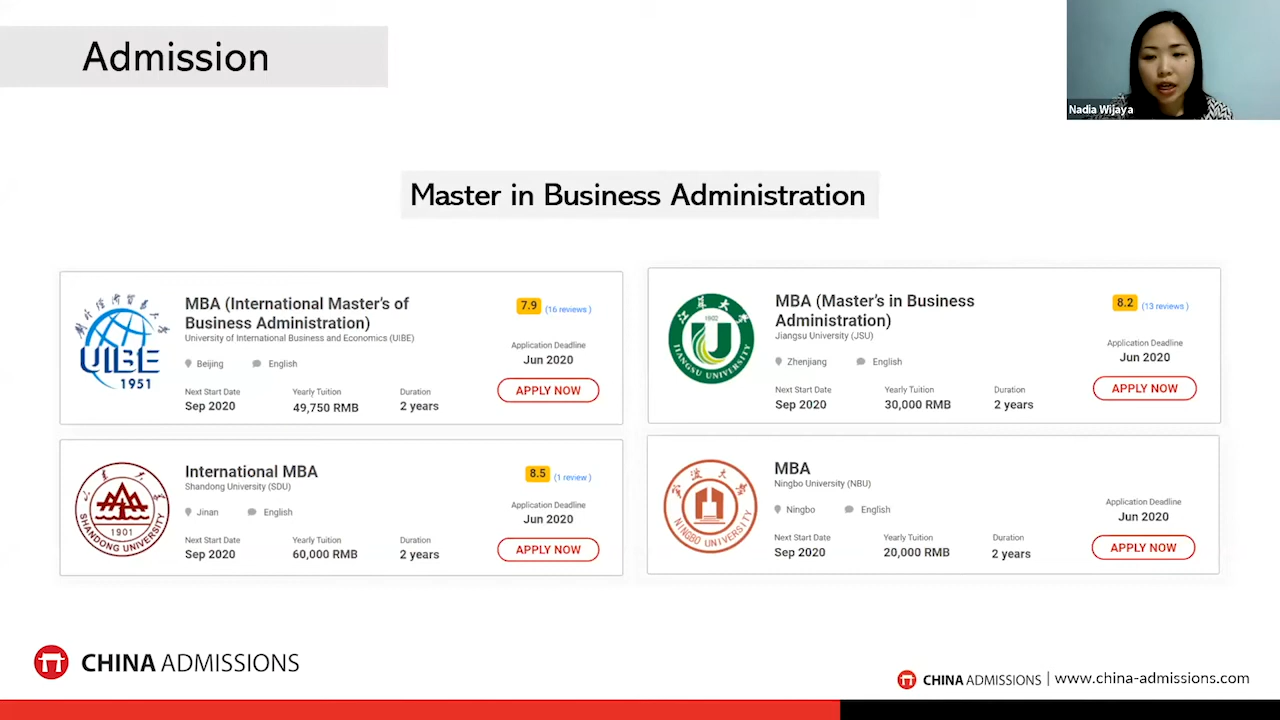 Admission
Nadia Wijaya
Master in Business Administration
UIBE
1951
MBA (International Master's of
Business Administration)
University of International Business and Economics (UIBE)
Beijing
English
Next Start Date
Yearly Tuition
Duration
Sep 2020
49,750 RMB
2 years
7.9
(16 reviews )
Application Deadline
Jun 2020
APPLY NOW
江苏大学
1902
JIANGSU UNIVERSITY
MBA (Master's in Business
Administration)
Jiangsu University (JSU)
Zhenjiang
English
Next Start Date
Yearly Tuition
Duration
Sep 2020
30,000 RMB
2 years
8.2
(13 reviews )
Application Deadline
Jun 2020
APPLY NOW
1901
SHANDONG UNIVERSITY
International MBA
Shandong University (SDU)
Jinan
English
Next Start Date
Yearly Tuition
Duration
Sep 2020
60,000 RMB
2 years
8.5
(1 review )
Application Deadline
Jun 2020
APPLY NOW
NINGBO UNIVERSITY
MBA
Ningbo University (NBU)
Ningbo
English
Next Start Date
Yearly Tuition
Duration
Sep 2020
20,000 RMB
2 years
Application Deadline
Jun 2020
APPLY NOW
CHINA ADMISSIONS
CHINA ADMISSIONS | www.china-admissions.com